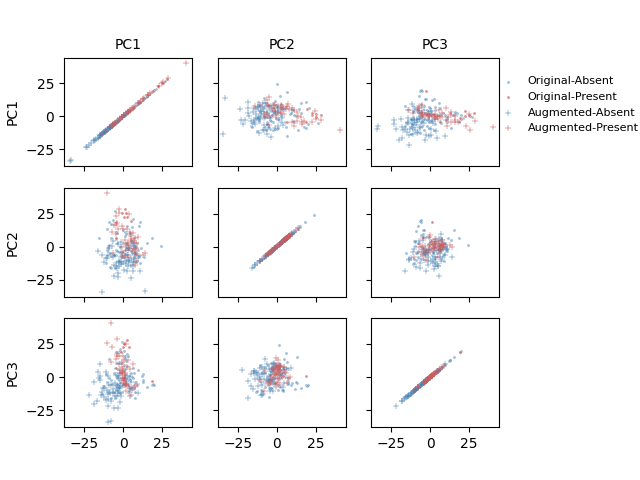 PC1 PC2 PC3
PC1
25
0
−25
Original-Absent
Original-Present
Augmented-Absent
Augmented-Present
PC2
25
0
−25
PC3
25
0
−25
−25 0 25 −25 0 25 −25 0 25